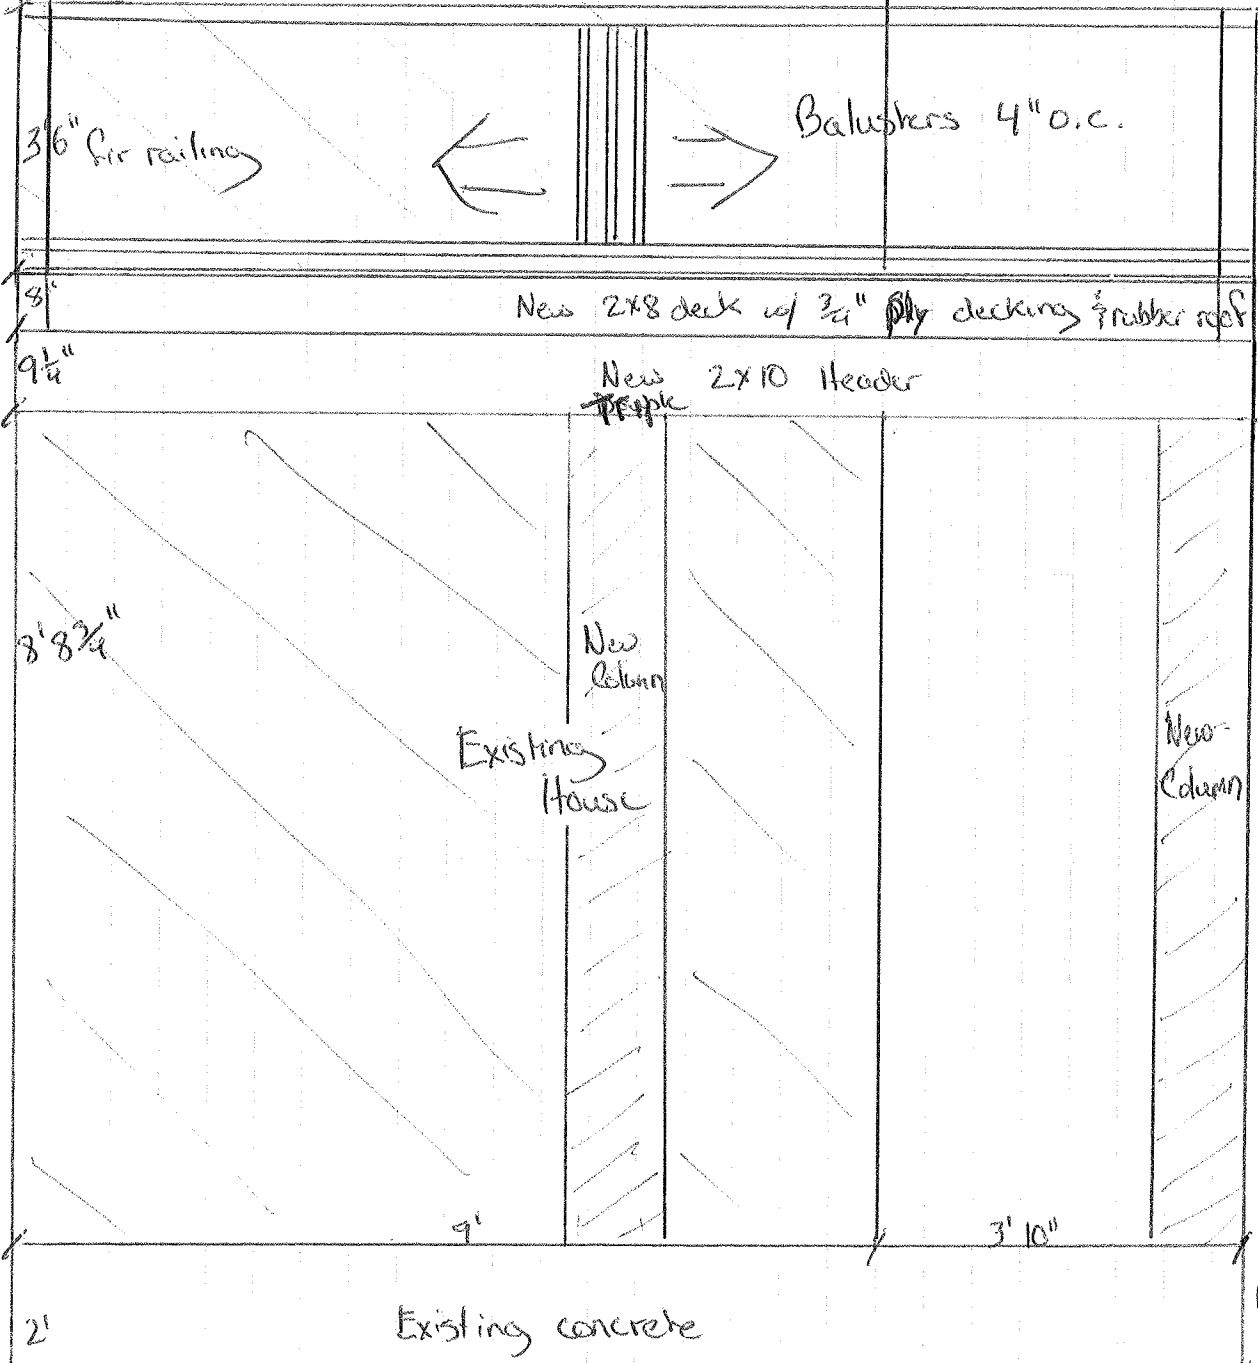 3'6" fir railing
Balusters 4" o.c.
8"
New 2x8 deck w/ 3/4" ply decking & rubber roof
9 1/4"
New 2x10 Header
8' 8 3/4"
New
Column
Existing
House
New
Column
9'
3' 10"
2'
Existing concrete